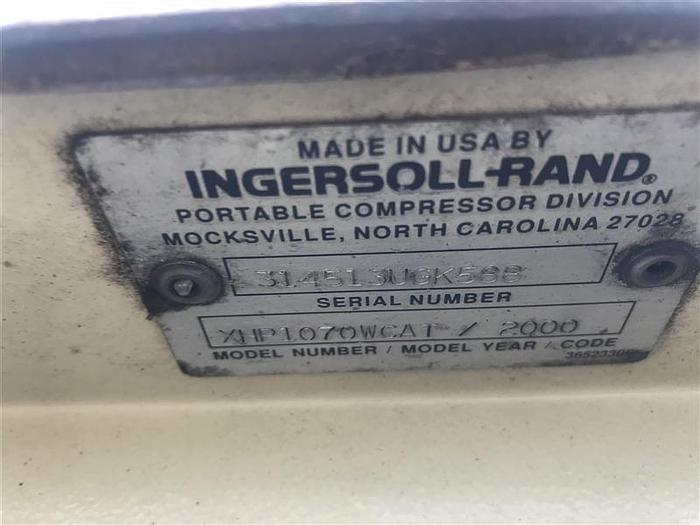 MADE IN USA BY
INGERSOLL-RAND®
PORTABLE COMPRESSOR DIVISION
MOCKSVILLE, NORTH CAROLINA 27028
314513UGK568
SERIAL NUMBER
XHP1070WCAT / 2000
MODEL NUMBER / MODEL YEAR / CODE